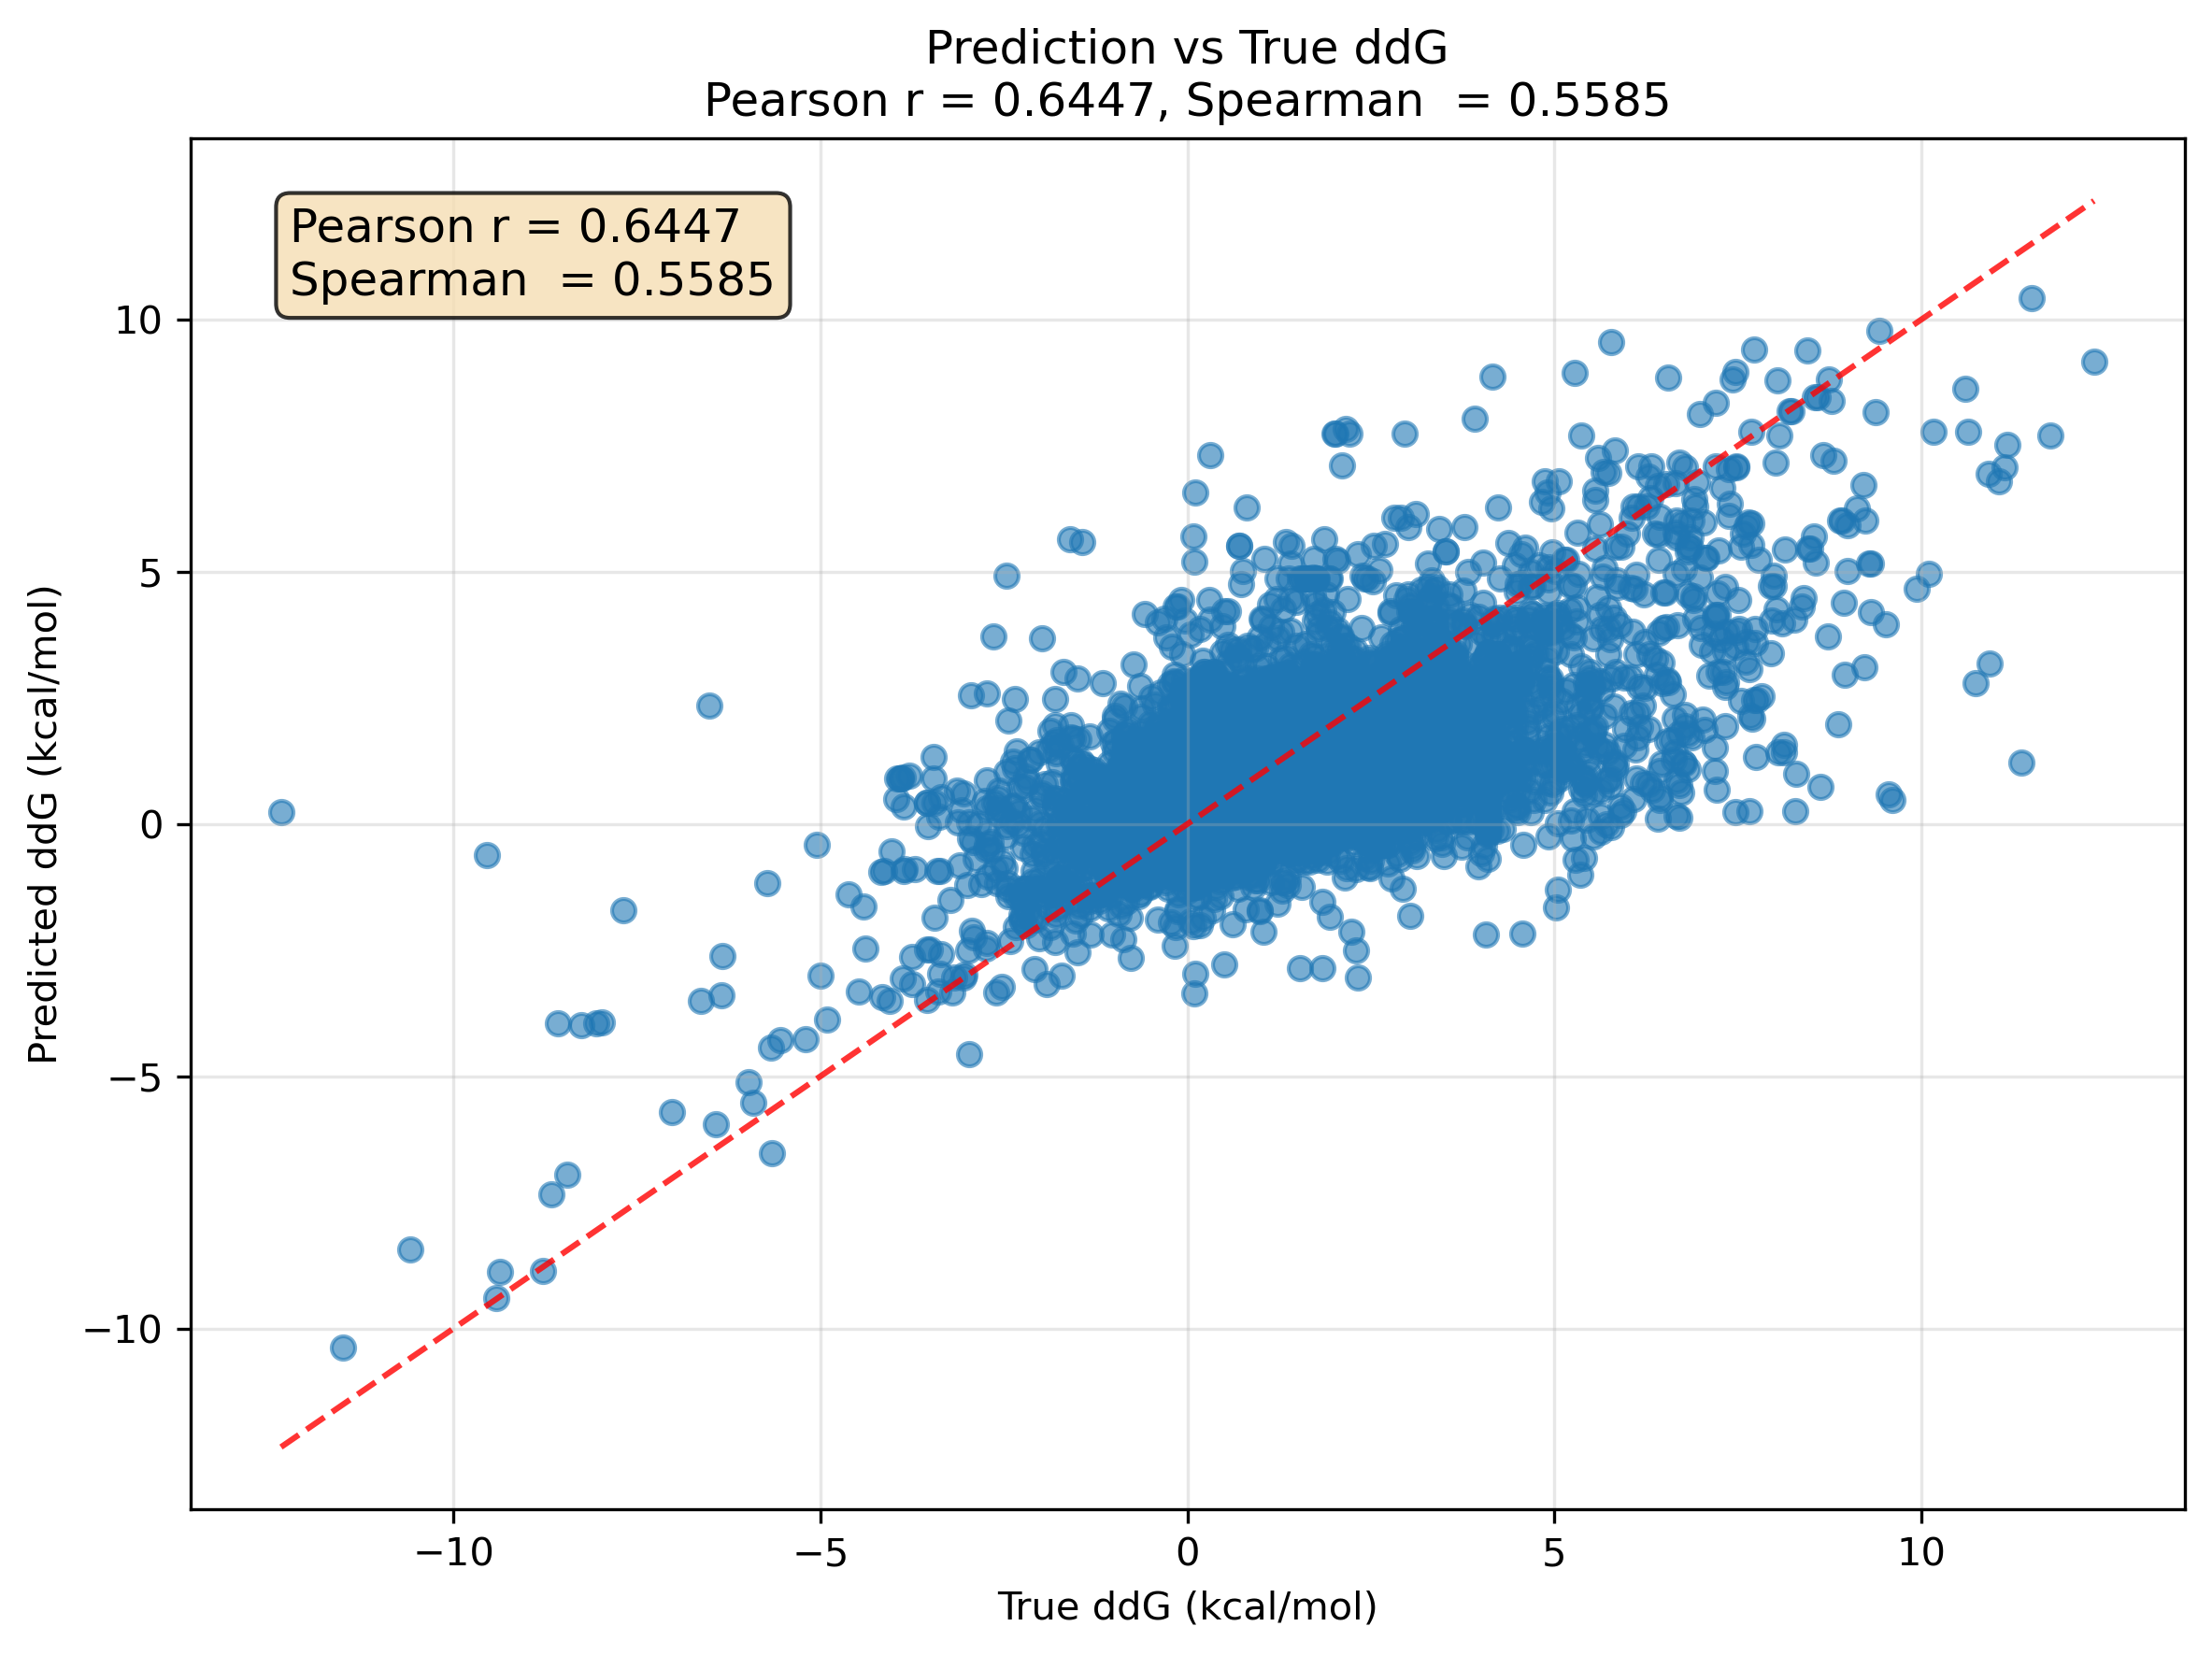 Prediction vs True ddG
Pearson r = 0.6447, Spearman  = 0.5585
Pearson r = 0.6447
Spearman  = 0.5585
10
5
0
−5
−10
Predicted ddG (kcal/mol)
−10
−5
0
5
10
True ddG (kcal/mol)